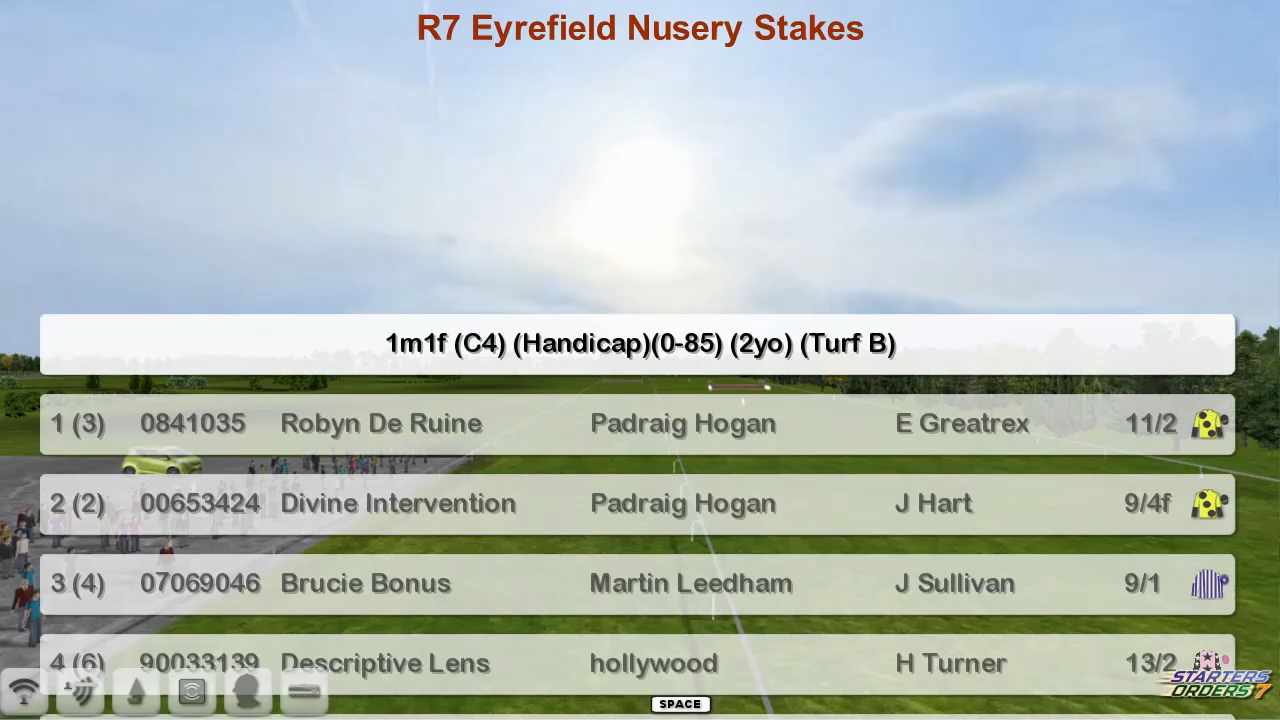 R7 Eyrefield Nusery Stakes
1m1f (C4) (Handicap)(0-85) (2yo) (Turf B)
1 (3) 0841035 Robyn De Ruine Padraig Hogan E Greatrex 11/2
2 (2) 00653424 Divine Intervention Padraig Hogan J Hart 9/4f
3 (4) 07069046 Brucie Bonus Martin Leedham J Sullivan 9/1
4 (6) 90033139 Descriptive Lens hollywood H Turner 13/2
STARTERS
ORDERS 7
SPACE